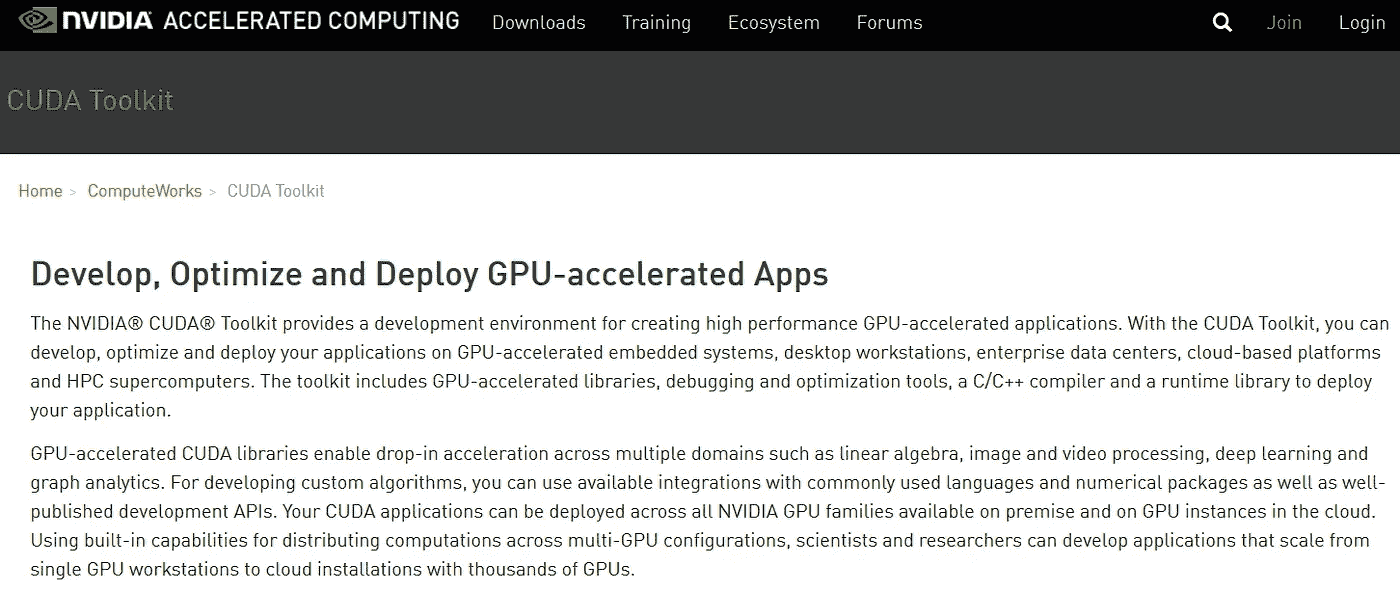 NVIDIA ACCELERATED COMPUTING Downloads Training Ecosystem Forums Join Login
CUDA Toolkit
Home > ComputeWorks > CUDA Toolkit
Develop, Optimize and Deploy GPU-accelerated Apps
The NVIDIA® CUDA® Toolkit provides a development environment for creating high performance GPU-accelerated applications. With the CUDA Toolkit, you can
develop, optimize and deploy your applications on GPU-accelerated embedded systems, desktop workstations, enterprise data centers, cloud-based platforms
and HPC supercomputers. The toolkit includes GPU-accelerated libraries, debugging and optimization tools, a C/C++ compiler and a runtime library to deploy
your application.
GPU-accelerated CUDA libraries enable drop-in acceleration across multiple domains such as linear algebra, image and video processing, deep learning and
graph analytics. For developing custom algorithms, you can use available integrations with commonly used languages and numerical packages as well as well-
published development APIs. Your CUDA applications can be deployed across all NVIDIA GPU families available on premise and on GPU instances in the cloud.
Using built-in capabilities for distributing computations across multi-GPU configurations, scientists and researchers can develop applications that scale from
single GPU workstations to cloud installations with thousands of GPUs.